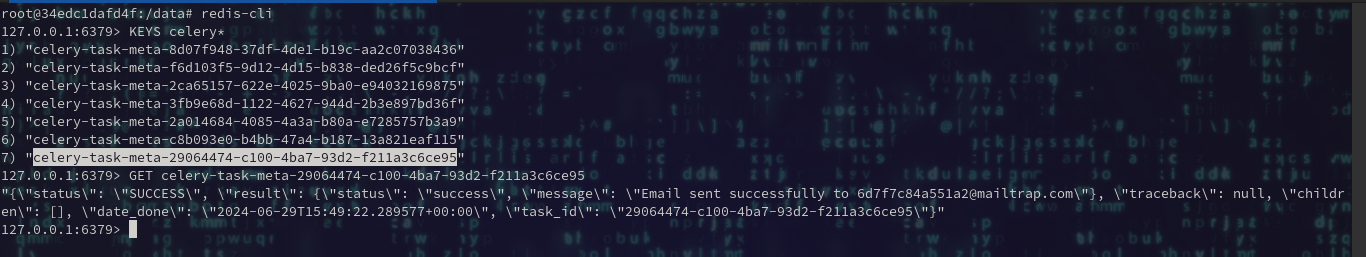 root@34edc1dafd4f:/data# redis-cli
127.0.0.1:6379> KEYS celery*
1) "celery-task-meta-8d07f948-37df-4de1-b19c-aa2c07038436"
2) "celery-task-meta-f6d103f5-9d12-4d15-b838-ded26f5c9bcf"
3) "celery-task-meta-2ca65157-622e-4025-9ba0-e94032169875"
4) "celery-task-meta-3fb9e68d-1122-4627-944d-2b3e897bd36f"
5) "celery-task-meta-2a014684-4085-4a3a-b80a-e7285757b3a9"
6) "celery-task-meta-c8b093e0-b4bb-47a4-b187-13a821eaf115"
7) "celery-task-meta-29064474-c100-4ba7-93d2-f211a3c6ce95"
127.0.0.1:6379> GET celery-task-meta-29064474-c100-4ba7-93d2-f211a3c6ce95
"{\"status\": \"SUCCESS\", \"result\": {\"status\": \"success\", \"message\": \"Email sent successfully to 6d7f7c84a551a2@mailtrap.com\"}, \"traceback\": null, \"childr
en\": [], \"date_done\": \"2024-06-29T15:49:22.289577+00:00\", \"task_id\": \"29064474-c100-4ba7-93d2-f211a3c6ce95\"}"
127.0.0.1:6379>